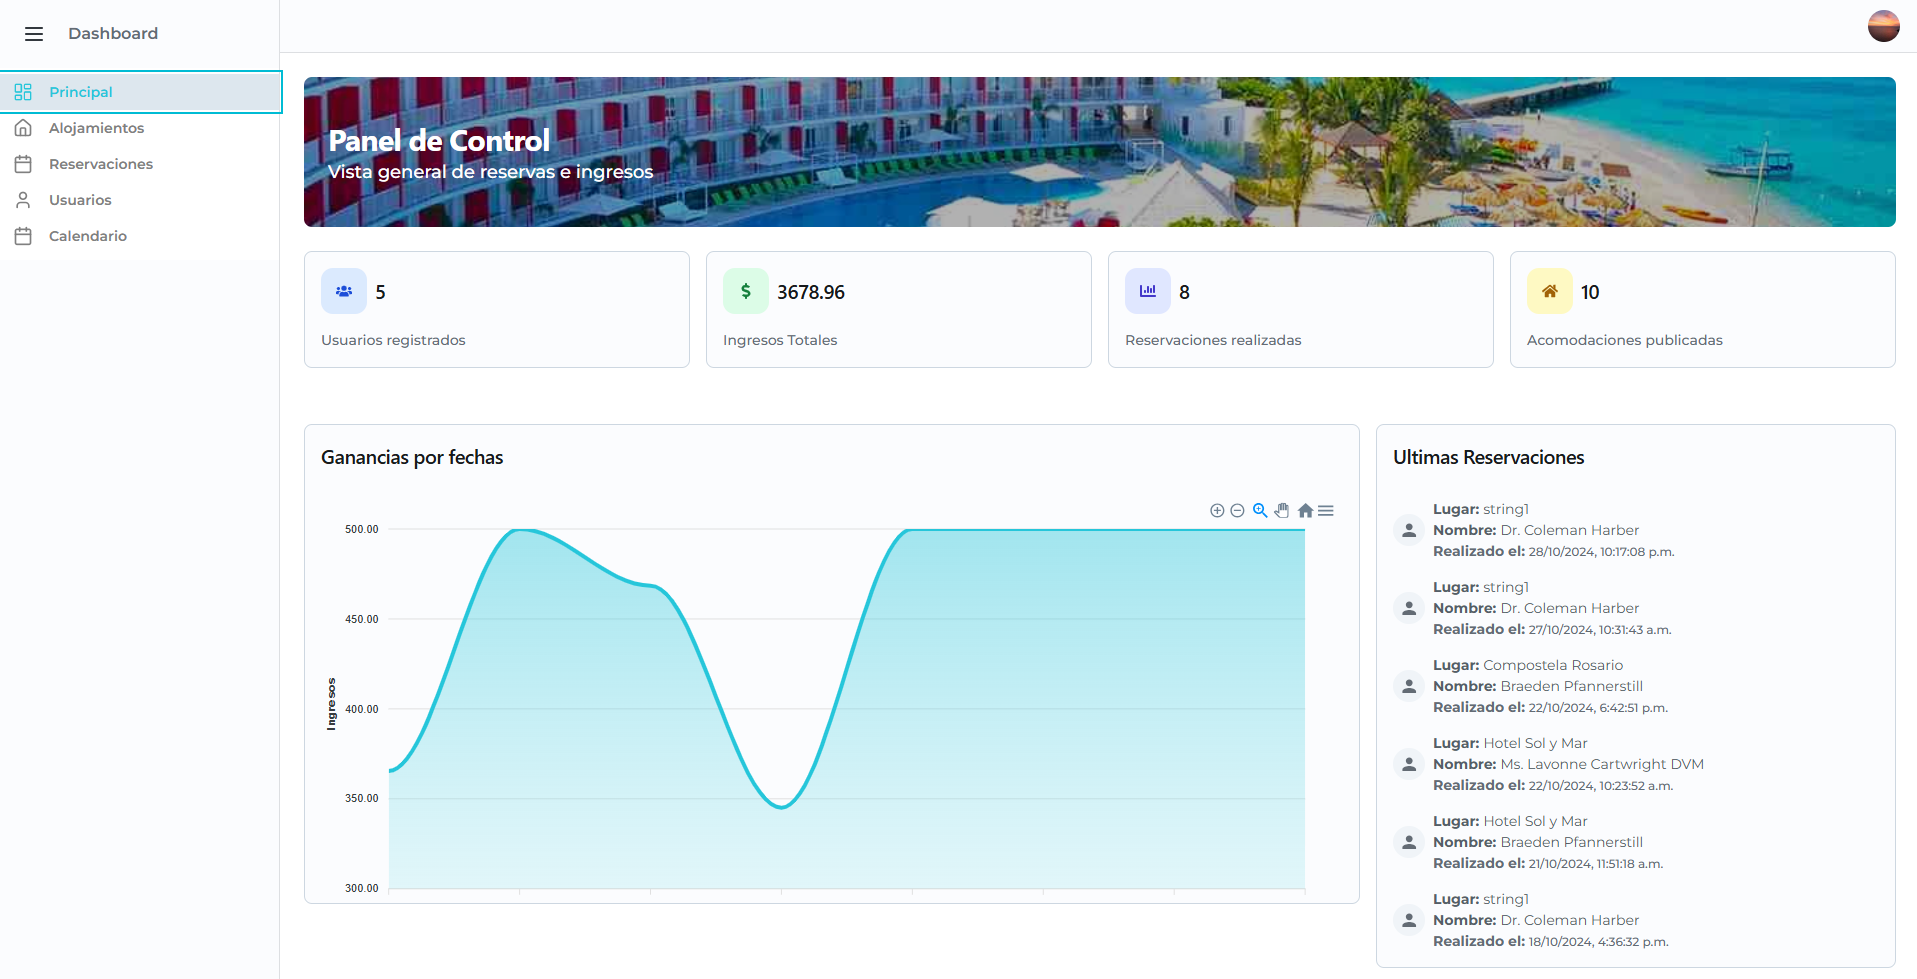 Dashboard
Principal
Alojamientos
Reservaciones
Usuarios
Calendario
Panel de Control
Vista general de reservas e ingresos
5
Usuarios registrados
3678.96
Ingresos Totales
8
Reservaciones realizadas
10
Acomodaciones publicadas
Ganancias por fechas
500.00
450.00
400.00
350.00
300.00
Ingresos
Ultimas Reservaciones
Lugar: string1
Nombre: Dr. Coleman Harber
Realizado el: 28/10/2024, 10:17:08 p.m.
Lugar: string1
Nombre: Dr. Coleman Harber
Realizado el: 27/10/2024, 10:31:43 a.m.
Lugar: Compostela Rosario
Nombre: Braeden Pfannerstill
Realizado el: 22/10/2024, 6:42:51 p.m.
Lugar: Hotel Sol y Mar
Nombre: Ms. Lavonne Cartwright DVM
Realizado el: 22/10/2024, 10:23:52 a.m.
Lugar: Hotel Sol y Mar
Nombre: Braeden Pfannerstill
Realizado el: 21/10/2024, 11:51:18 a.m.
Lugar: string1
Nombre: Dr. Coleman Harber
Realizado el: 18/10/2024, 4:36:32 p.m.